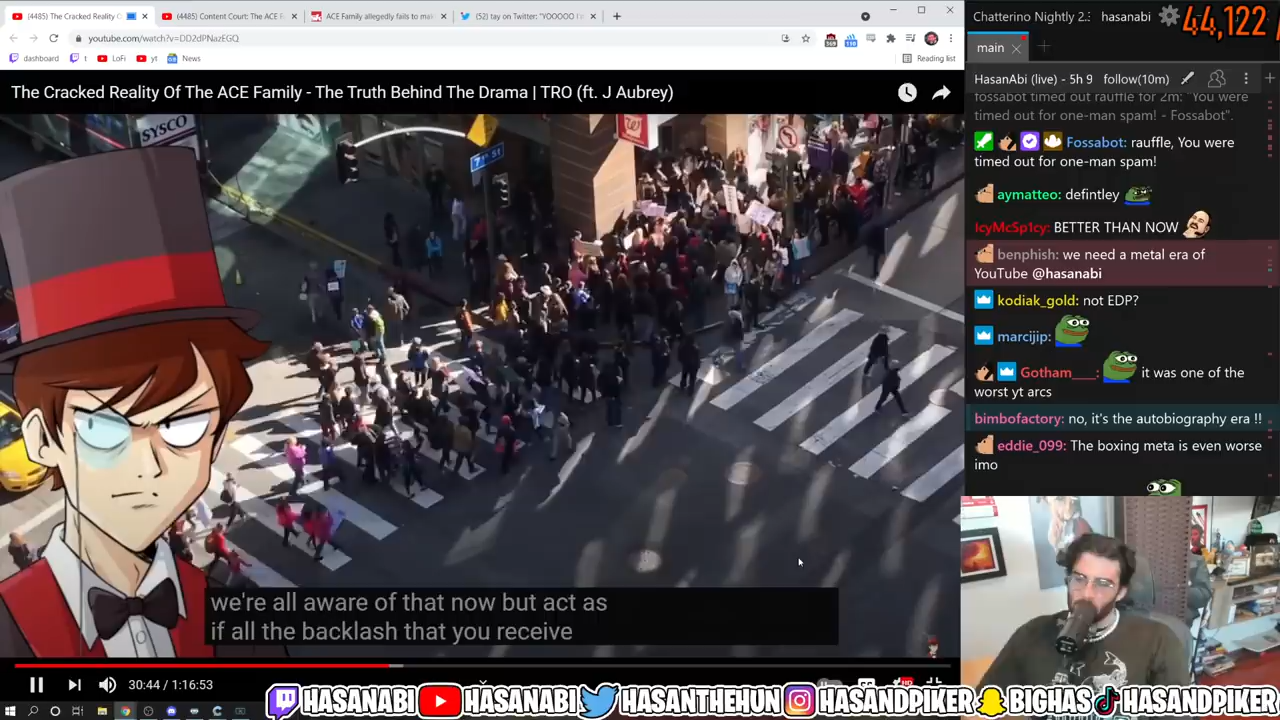 (4485) The Cracked Reality O
(4485) Content Court: The ACE F
ACE Family allegedly fails to mak
(52) tay on Twitter: "YOOOOO I
youtube.com/watch?v=DD2dPNazEGQ
dashboard
t
LoFi
yt
News
Reading list
The Cracked Reality Of The ACE Family - The Truth Behind The Drama | TRO (ft. J Aubrey)
SYSCO
7th St
we're all aware of that now but act as
if all the backlash that you receive
30:44 / 1:16:53
Chatterino Nightly 2.
hasanabi
44,122
main
HasanAbi (live) - 5h 9
follow(10m)
fossabot timed out rauffle for 2m: "You were
timed out for one-man spam! - Fossabot".
Fossabot: rauffle, You were
timed out for one-man spam!
aymatteo: defintley
IcyMcSp1cy: BETTER THAN NOW
benphish: we need a metal era of
YouTube @hasanabi
kodiak_gold: not EDP?
marcijip:
Gotham____: it was one of the
worst yt arcs
bimbofactory: no, it's the autobiography era !!
eddie_099: The boxing meta is even worse
imo
HASANABI
HASANABI
HASANTHEHUN
HASANDPIKER
BIGHAS
HASANDPIKER